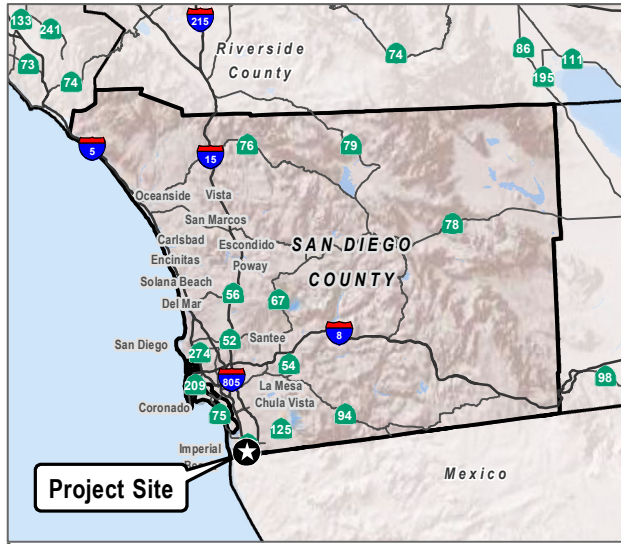 133
241
215
73
74
Riverside
County
74
86
111
195
5
15
76
79
Oceanside
Vista
San Marcos
78
Carlsbad
Escondido
SAN DIEGO
Encinitas
Poway
COUNTY
Solana Beach
56
67
Del Mar
San Diego
52
Santee
8
274
54
805
209
La Mesa
98
Coronado
Chula Vista
75
94
125
Imperial
Project Site
Mexico